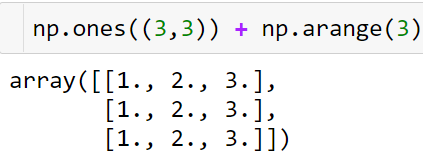 np.ones((3,3)) + np.arange(3)
array([[1., 2., 3.],
[1., 2., 3.],
[1., 2., 3.]])